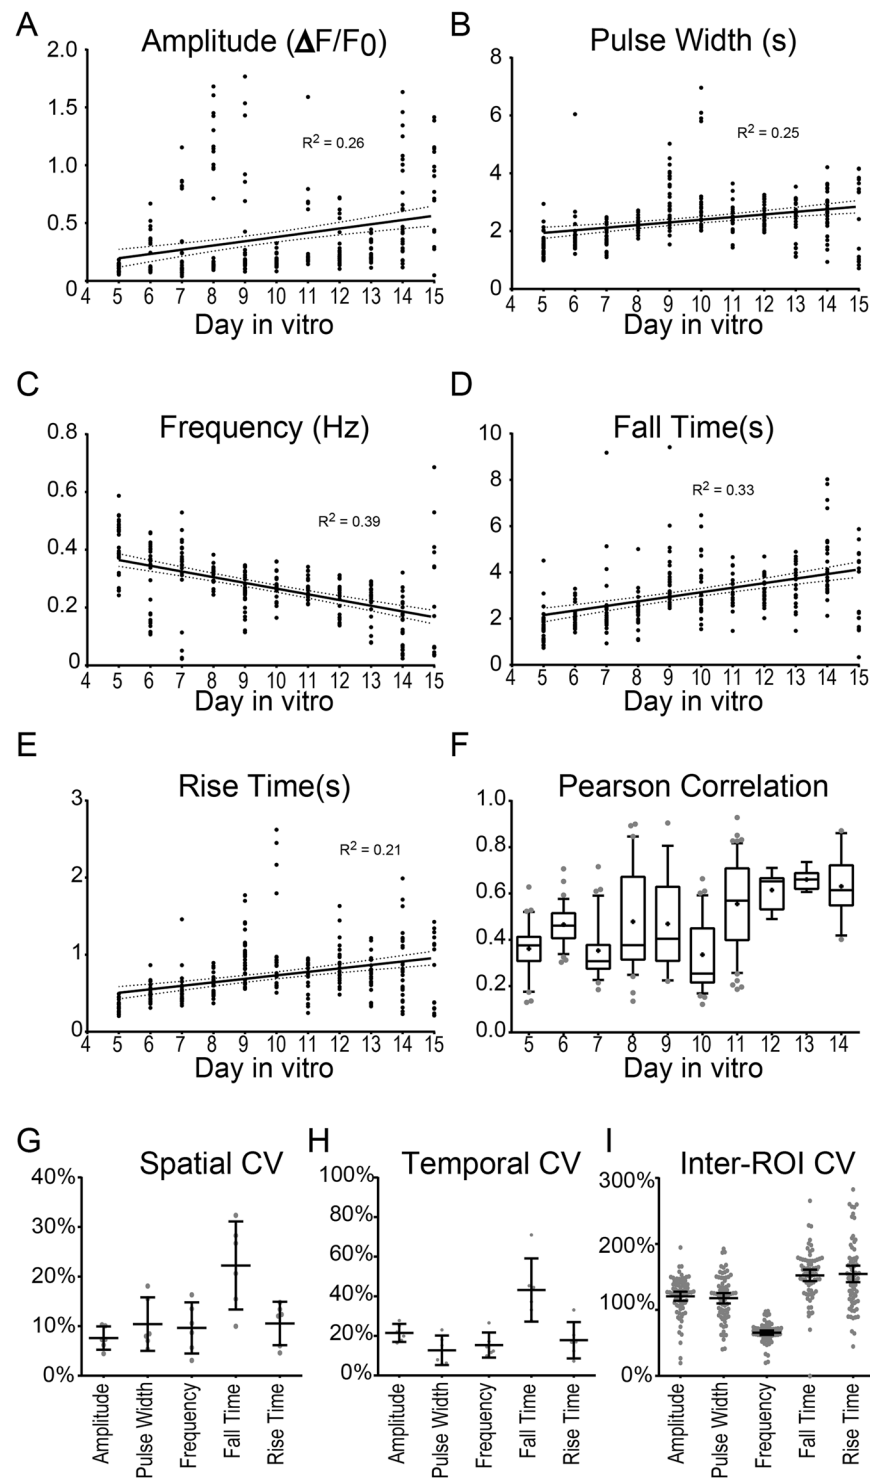 A
Amplitude (ΔF/F0)
2.0
1.5
1.0
0.5
0
R2 = 0.26
4 5 6 7 8 9 10 11 12 13 14 15
Day in vitro
B
Pulse Width (s)
8
6
4
2
0
R2 = 0.25
4 5 6 7 8 9 10 11 12 13 14 15
Day in vitro
C
Frequency (Hz)
0.8
0.6
0.4
0.2
0
R2 = 0.39
4 5 6 7 8 9 10 11 12 13 14 15
Day in vitro
D
Fall Time(s)
10
8
6
4
2
0
R2 = 0.33
4 5 6 7 8 9 10 11 12 13 14 15
Day in vitro
E
Rise Time(s)
3
2
1
0
R2 = 0.21
4 5 6 7 8 9 10 11 12 13 14 15
Day in vitro
F
Pearson Correlation
1.0
0.8
0.6
0.4
0.2
0.0
5 6 7 8 9 10 11 12 13 14
Day in vitro
G
Spatial CV
40%
30%
20%
10%
0%
Amplitude
Pulse Width
Frequency
Fall Time
Rise Time
H
Temporal CV
100%
80%
60%
40%
20%
0%
Amplitude
Pulse Width
Frequency
Fall Time
Rise Time
I
Inter-ROI CV
300%
200%
100%
0%
Amplitude
Pulse Width
Frequency
Fall Time
Rise Time